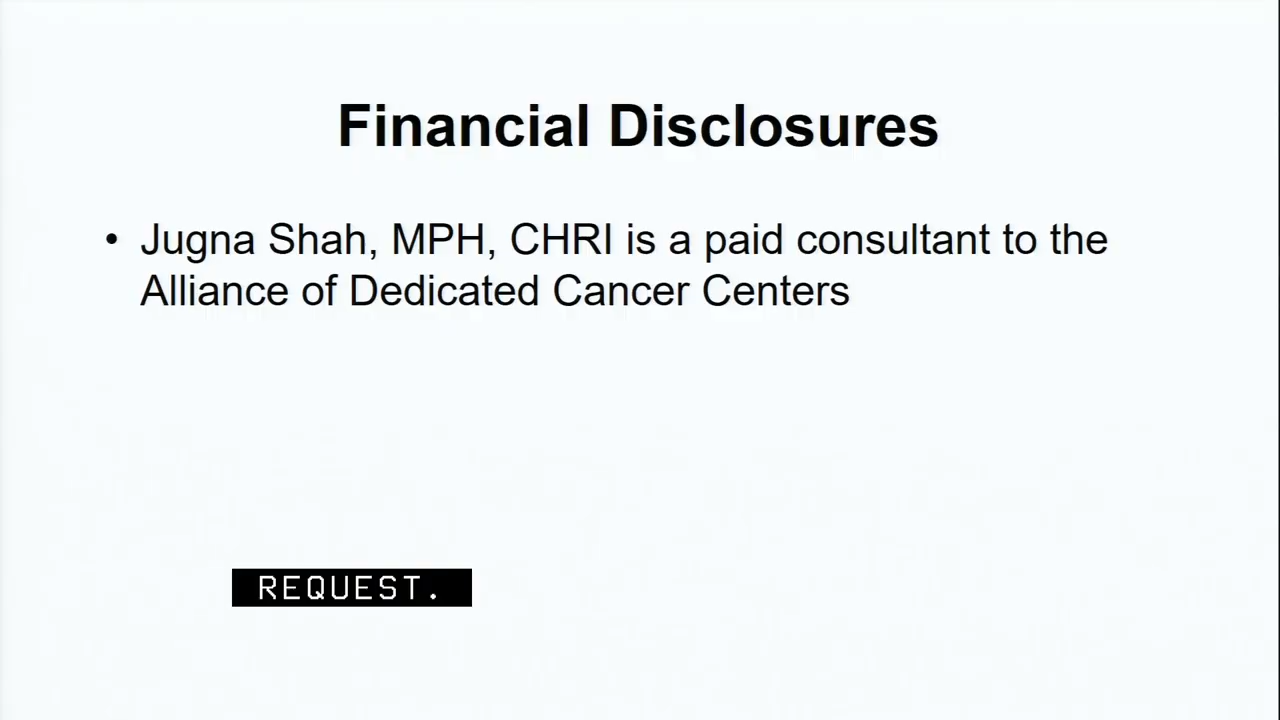 Financial Disclosures
• Jugna Shah, MPH, CHRI is a paid consultant to the
Alliance of Dedicated Cancer Centers
REQUEST.